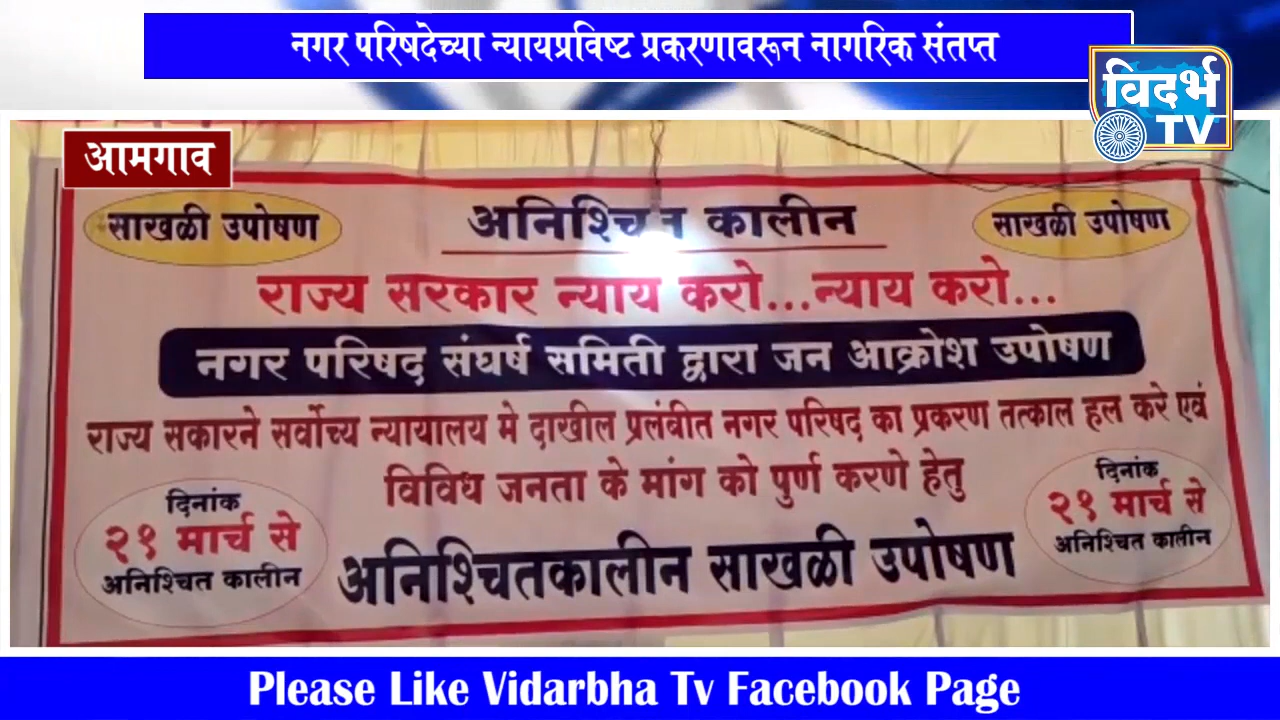 नगर परिषदेच्या न्यायप्रविष्ट प्रकरणावरून नागरिक संतप्त
विदर्भ
TV
आमगाव
साखळी उपोषण
अनिश्चित कालीन
साखळी उपोषण
राज्य सरकार न्याय करो...न्याय करो...
नगर परिषद संघर्ष समिती द्वारा जन आक्रोश उपोषण
राज्य सकारने सर्वोच्य न्यायालय मे दाखील प्रलंबीत नगर परिषद का प्रकरण तत्काल हल करे एवं
विविध जनता के मांग को पुर्ण करणे हेतु
दिनांक
२१ मार्च से
अनिश्चित कालीन
अनिश्चितकालीन साखळी उपोषण
दिनांक
२१ मार्च से
अनिश्चित कालीन
Please Like Vidarbha Tv Facebook Page